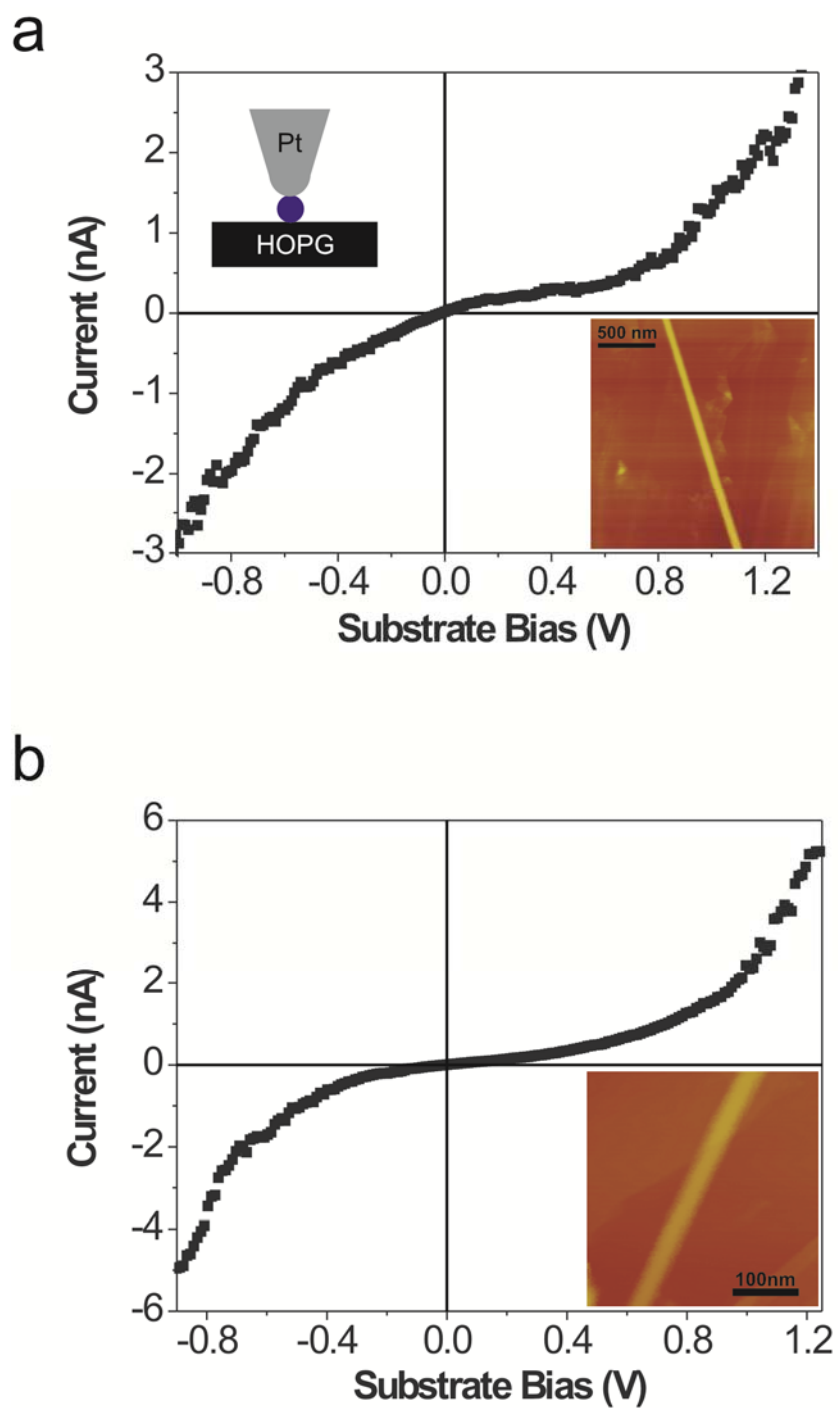 a
3
2
1
0
-1
-2
-3
Current (nA)
Pt
HOPG
500 nm
-0.8 -0.4 0.0 0.4 0.8 1.2
Substrate Bias (V)
b
6
4
2
0
-2
-4
-6
Current (nA)
100nm
-0.8 -0.4 0.0 0.4 0.8 1.2
Substrate Bias (V)